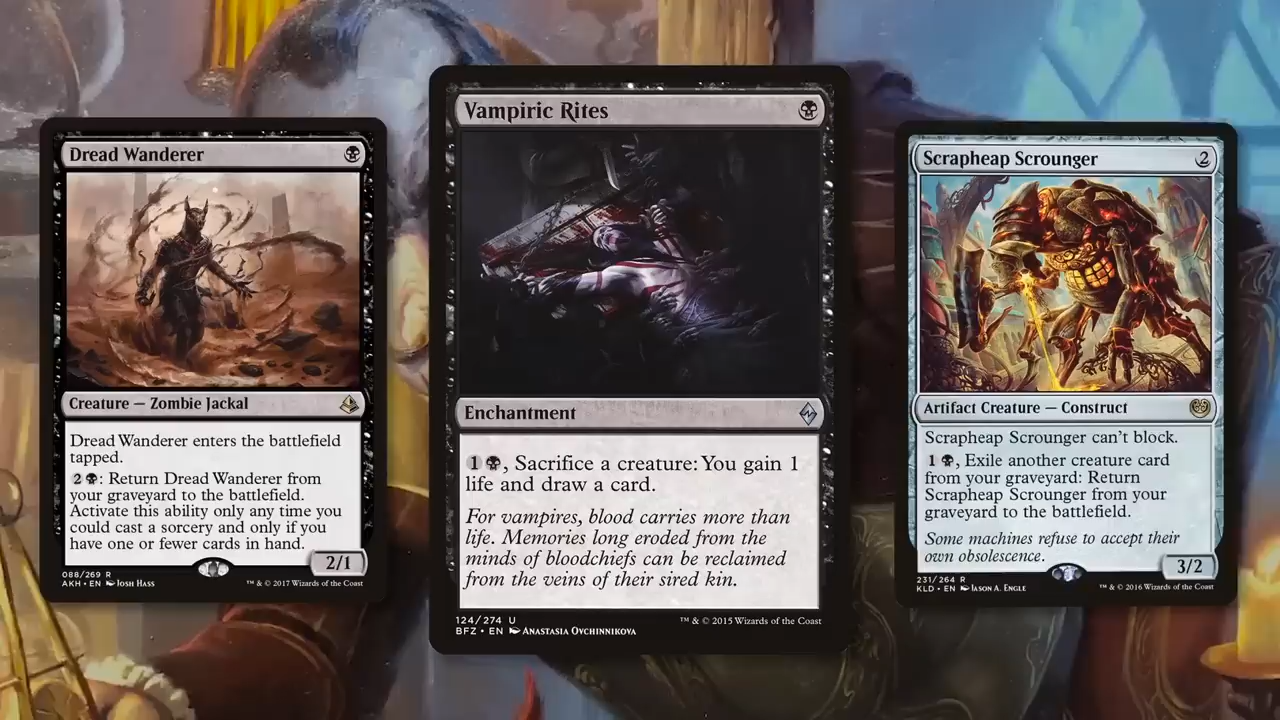 Dread Wanderer
Creature — Zombie Jackal
Dread Wanderer enters the battlefield
tapped.
2: Return Dread Wanderer from
your graveyard to the battlefield.
Activate this ability only any time you
could cast a sorcery and only if you
have one or fewer cards in hand.
2/1
088/269 R
AKH • EN Josh Hass
™ & © 2017 Wizards of the Coast
Vampiric Rites
Enchantment
1, Sacrifice a creature: You gain 1
life and draw a card.
For vampires, blood carries more than
life. Memories long eroded from the
minds of bloodchiefs can be reclaimed
from the veins of their sired kin.
124/274 U
BFZ • EN Anastasia Ovchinnikova
™ & © 2015 Wizards of the Coast
Scrapheap Scrounger 2
Artifact Creature — Construct
Scrapheap Scrounger can't block.
1, Exile another creature card
from your graveyard: Return
Scrapheap Scrounger from your
graveyard to the battlefield.
Some machines refuse to accept their
own obsolescence.
3/2
231/264 R
KLD • EN Jason A. Engle
™ & © 2016 Wizards of the Coast